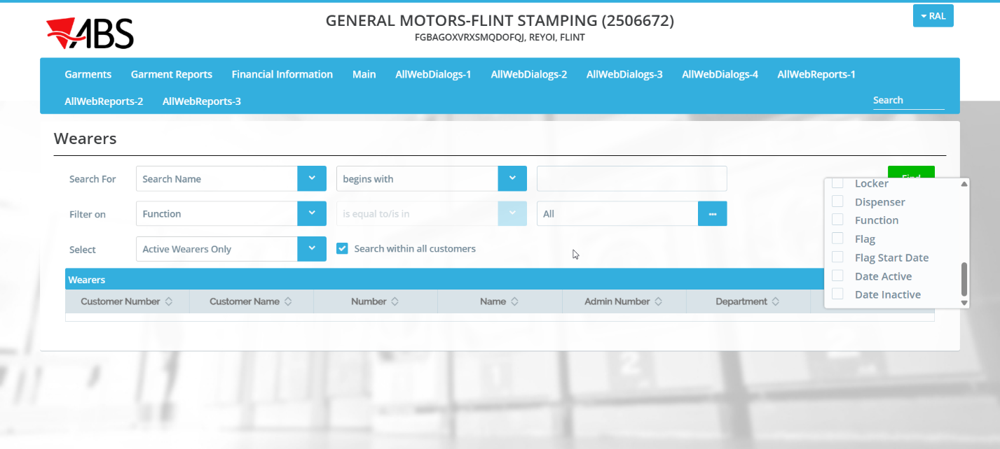 ABS
GENERAL MOTORS-FLINT STAMPING (2506672)
FGBAGOXVRXSMQDOFQJ, REYOI, FLINT
RAL
Garments Garment Reports Financial Information Main AllWebDialogs-1 AllWebDialogs-2 AllWebDialogs-3 AllWebDialogs-4 AllWebReports-1
AllWebReports-2 AllWebReports-3 Search
Wearers
Search For Search Name begins with Find
Filter on Function is equal to/is in All ...
Select Active Wearers Only Search within all customers
Locker
Dispenser
Function
Flag
Flag Start Date
Date Active
Date Inactive
Wearers
Customer Number Customer Name Number Name Admin Number Department